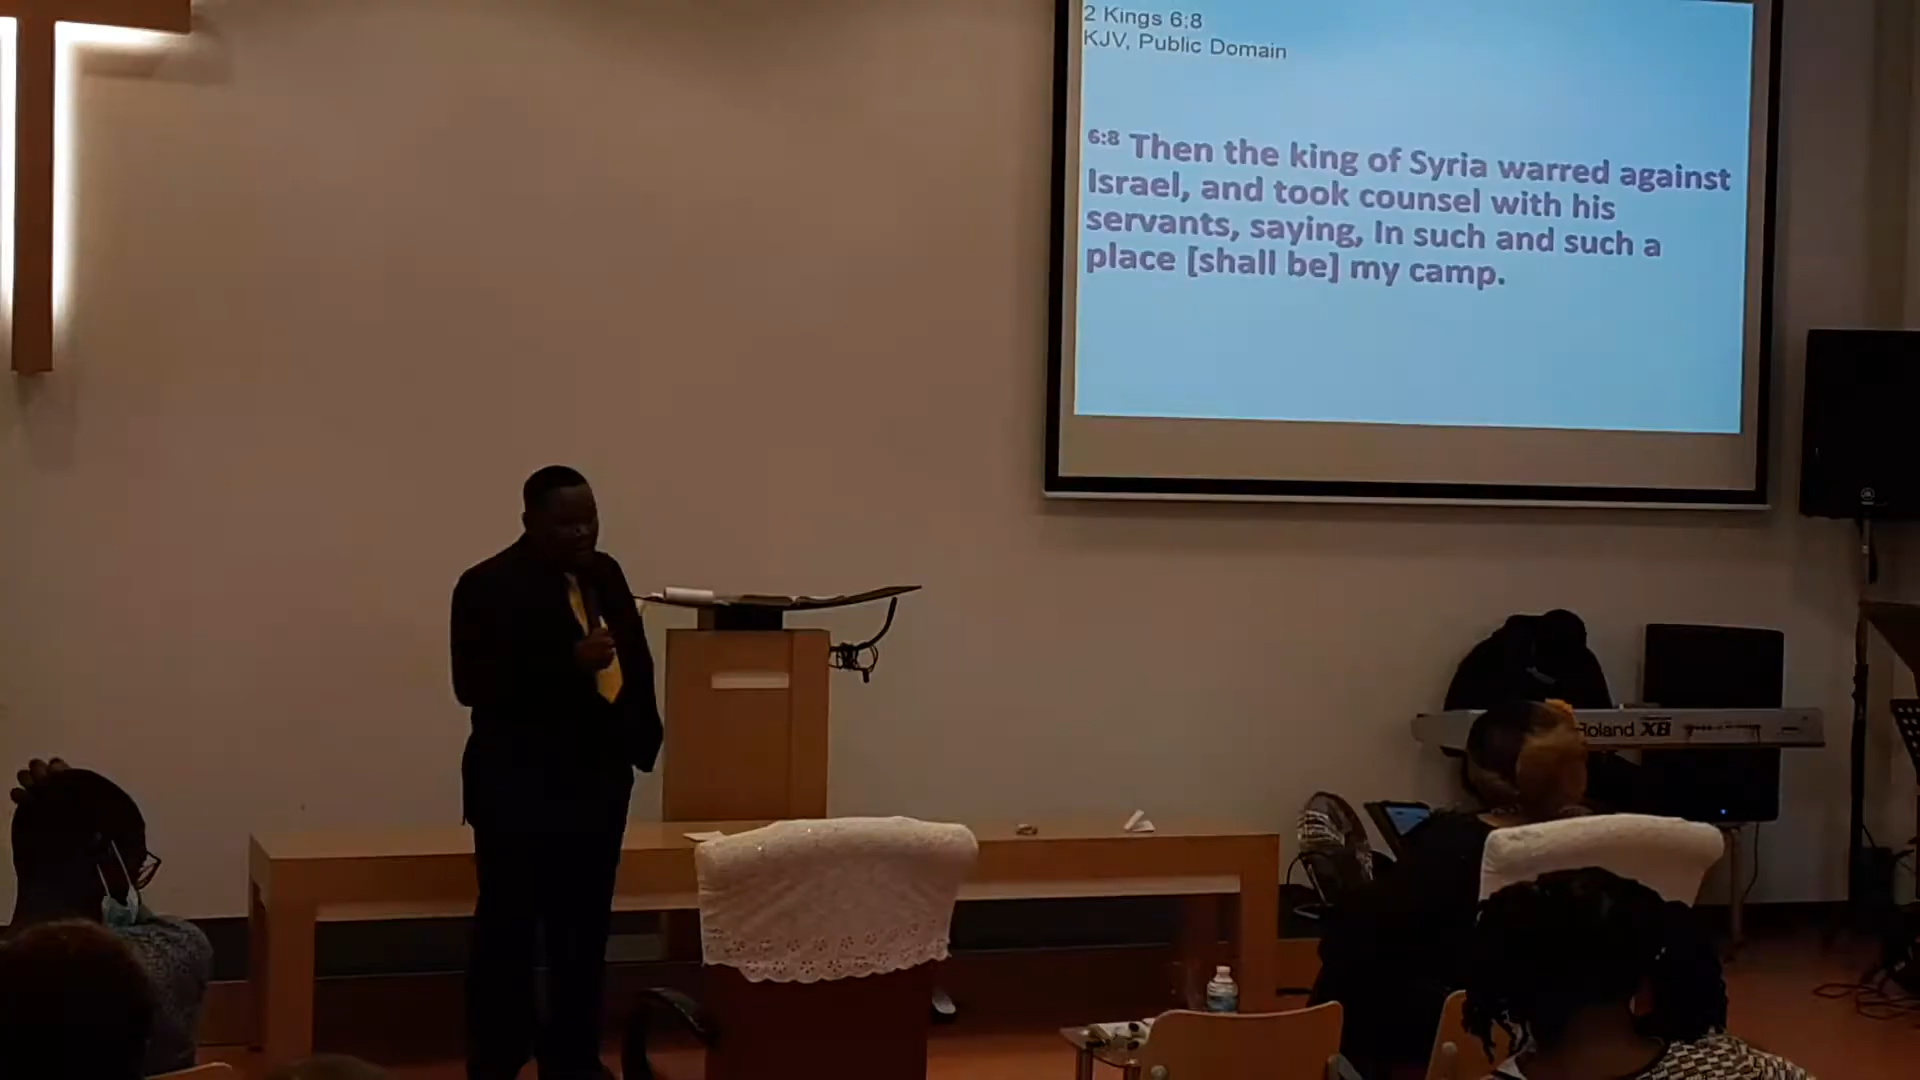 2 Kings 6:8
KJV, Public Domain
6:8 Then the king of Syria warred against
Israel, and took counsel with his
servants, saying, In such and such a
place [shall be] my camp.
Roland X8